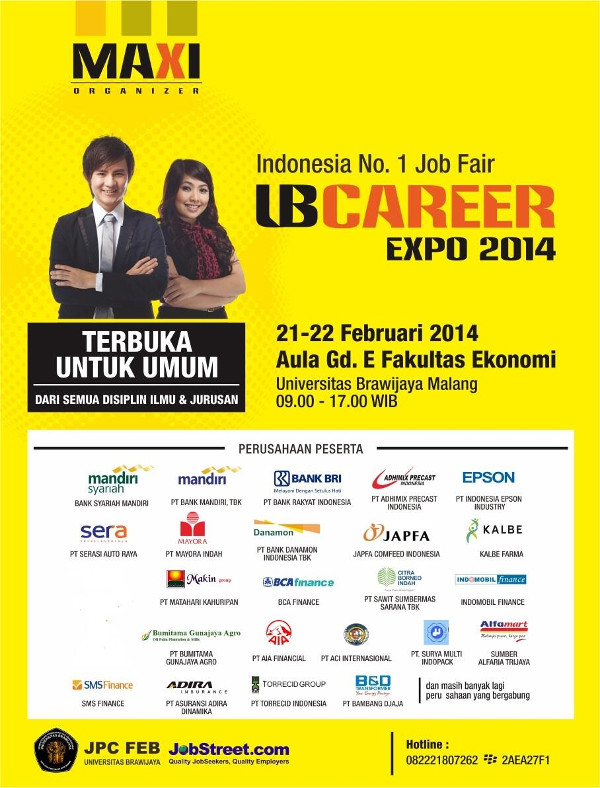 MAXI
ORGANIZER
Indonesia No. 1 Job Fair
UBCAREER
EXPO 2014
TERBUKA
UNTUK UMUM
DARI SEMUA DISIPLIN ILMU & JURUSAN
21-22 Februari 2014
Aula Gd. E Fakultas Ekonomi
Universitas Brawijaya Malang
09.00 - 17.00 WIB
PERUSAHAAN PESERTA
mandiri
syariah
BANK SYARIAH MANDIRI
mandiri
PT BANK MANDIRI, TBK
BANK BRI
Melayani Dengan Setulus Hati
PT BANK RAKYAT INDONESIA
ADHIMIX PRECAST
INDONESIA
PT ADHIMIX PRECAST
INDONESIA
EPSON
PT INDONESIA EPSON
INDUSTRY
sera
PT SERASI AUTO RAYA
MAYORA
PT MAYORA INDAH
Danamon
PT BANK DANAMON
INDONESIA TBK
JAPFA
JAPFA COMFEED INDONESIA
KALBE
KALBE FARMA
Makin group
PT MATAHARI KAHURIPAN
BCA finance
BCA FINANCE
CITRA
BORNEO
INDAH
PT SAWIT SUMBERMAS
SARANA TBK
INDOMOBIL finance
INDOMOBIL FINANCE
Bumitama Gunajaya Agro
PT BUMITAMA
GUNAJAYA AGRO
AIA
PT AIA FINANCIAL
PT ACI INTERNASIONAL
PT. SURYA MULTI
INDOPACK
Alfamart
SUMBER
ALFARIA TRIJAYA
SMS Finance
SMS FINANCE
ADIRA
INSURANCE
PT ASURANSI ADIRA
DINAMIKA
TORRECID GROUP
PT TORRECID INDONESIA
B&D
TRANSFORMER
PT BAMBANG DJAJA
dan masih banyak lagi
peru sahaan yang bergabung
JPC FEB
UNIVERSITAS BRAWIJAYA
JobStreet.com
Quality JobSeekers, Quality Employers
Hotline :
082221807262 2AEA27F1